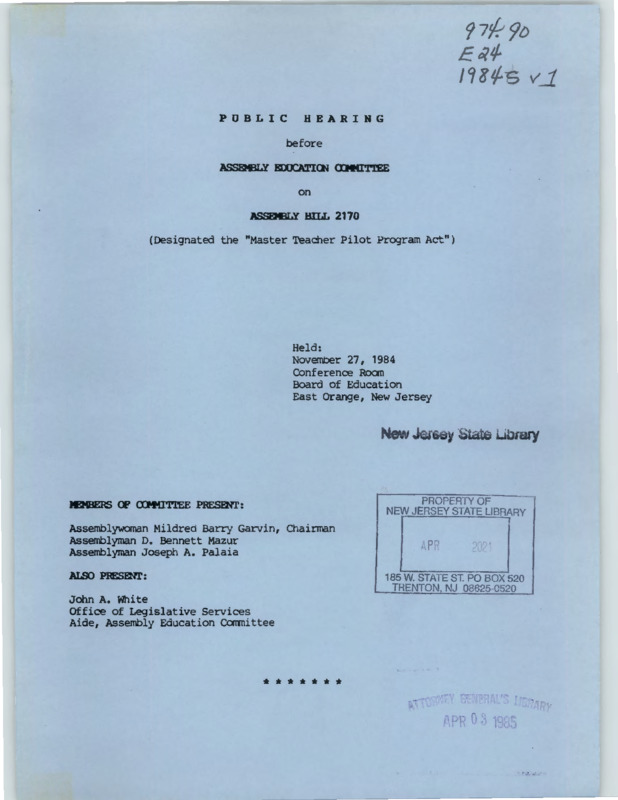 974.90
E24
1984s v1
PUBLIC HEARING
before
ASSEMBLY EDUCATION COMMITTEE
on
ASSEMBLY BILL 2170
(Designated the "Master Teacher Pilot Program Act")
Held:
November 27, 1984
Conference Room
Board of Education
East Orange, New Jersey
New Jersey State Library
MEMBERS OF COMMITTEE PRESENT:
Assemblywoman Mildred Barry Garvin, Chairman
Assemblyman D. Bennett Mazur
Assemblyman Joseph A. Palaia
ALSO PRESENT:
John A. White
Office of Legislative Services
Aide, Assembly Education Committee
PROPERTY OF
NEW JERSEY STATE LIBRARY
APR 2021
185 W. STATE ST. PO BOX 520
TRENTON, NJ 08625-0520
* * * * * * *
ATTORNEY GENERAL'S LIBRARY
APR 03 1985